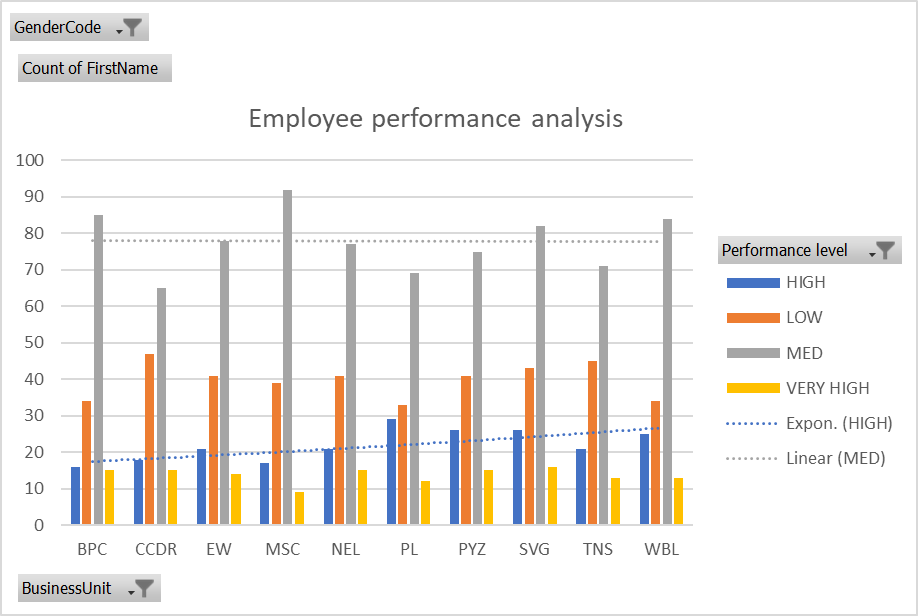 GenderCode
Count of FirstName
Employee performance analysis
100
90
80
70
60
50
40
30
20
10
0
BPC CCDR EW MSC NEL PL PYZ SVG TNS WBL
Performance level
HIGH
LOW
MED
VERY HIGH
Expon. (HIGH)
Linear (MED)
BusinessUnit